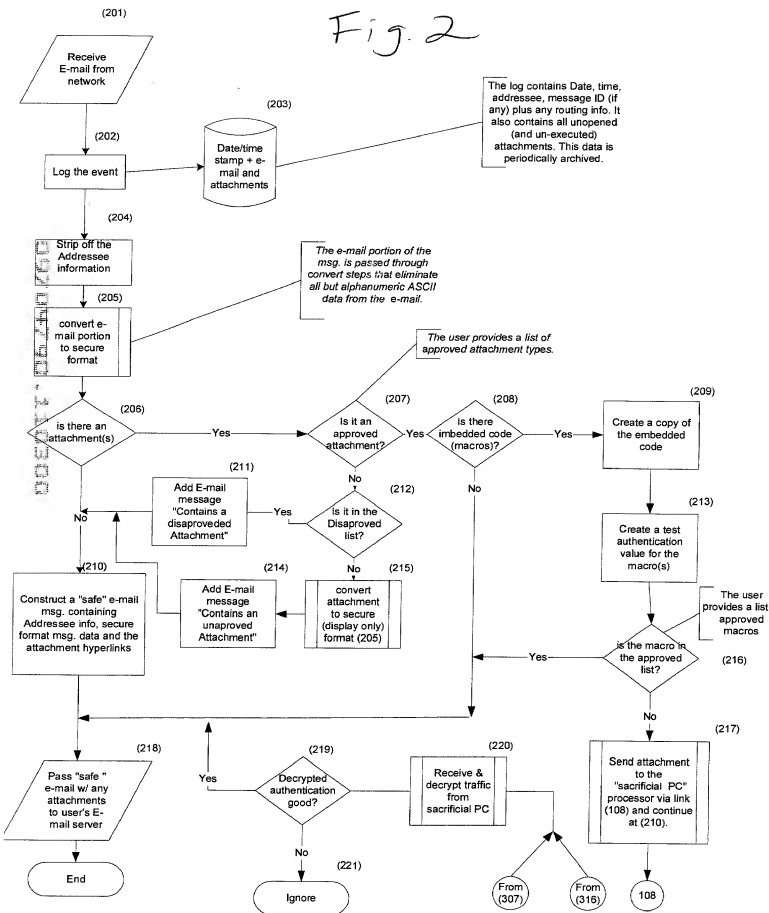 Fig. 2
(201)
Receive
E-mail from
network
(202)
Log the event
(203)
Date/time
stamp + e-
mail and
attachments
The log contains Date, time,
addressee, message ID (if
any) plus any routing info. It
also contains all unopened
(and un-executed)
attachments. This data is
periodically archived.
(204)
Strip off the
Addressee
information
(205)
convert e-
mail portion
to secure
format
The e-mail portion of the
msg. is passed through
convert steps that eliminate
all but alphanumeric ASCII
data from the e-mail.
The user provides a list of
approved attachment types.
(206)
is there an
attachment(s)
Yes
(207)
Is it an
approved
attachment?
Yes
(208)
Is there
imbedded code
(macros)?
Yes
(209)
Create a copy of
the embedded
code
No
No
No
(211)
Add E-mail
message
"Contains a
disaproveded
Attachment"
Yes
(212)
Is it in the
Disaproved
list?
No
(213)
Create a test
authentication
value for the
macro(s)
(210)
Construct a "safe" e-mail
msg. containing
Addressee info, secure
format msg. data and the
attachment hyperlinks
(214)
Add E-mail
message
"Contains an
unaproved
Attachment"
(215)
convert
attachment
to secure
(display only)
format (205)
The user
provides a list
approved
macros
is the macro in
the approved
list?
(216)
Yes
No
(217)
Send attachment
to the
"sacrificial PC"
processor via link
(108) and continue
at (210).
(218)
Pass "safe "
e-mail w/ any
attachments
to user's E-
mail server
End
Yes
(219)
Decrypted
authentication
good?
No
(221)
Ignore
(220)
Receive &
decrypt traffic
from
sacrificial PC
From
(307)
From
(316)
108